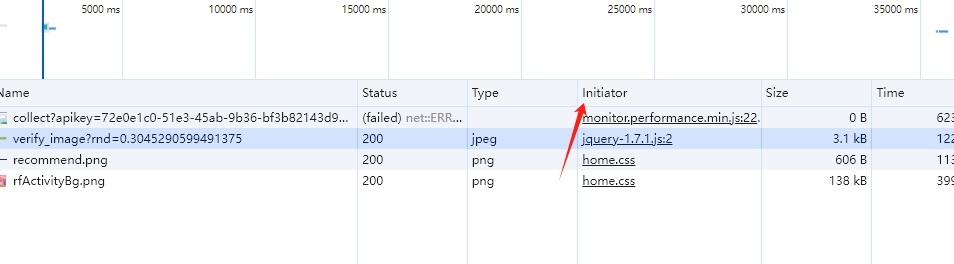 5000 ms 10000 ms 15000 ms 20000 ms 25000 ms 30000 ms 35000 ms
Name Status Type Initiator Size Time
collect?apikey=72e0e1c0-51e3-45ab-9b36-bf3b82143d9... (failed) net::ERR... monitor.performance.min.js:22. 0 B 623
verify_image?rnd=0.3045290599491375 200 jpeg jquery-1.7.1.js:2 3.1 kB 122
recommend.png 200 png home.css 606 B 113
rfActivityBg.png 200 png home.css 138 kB 399